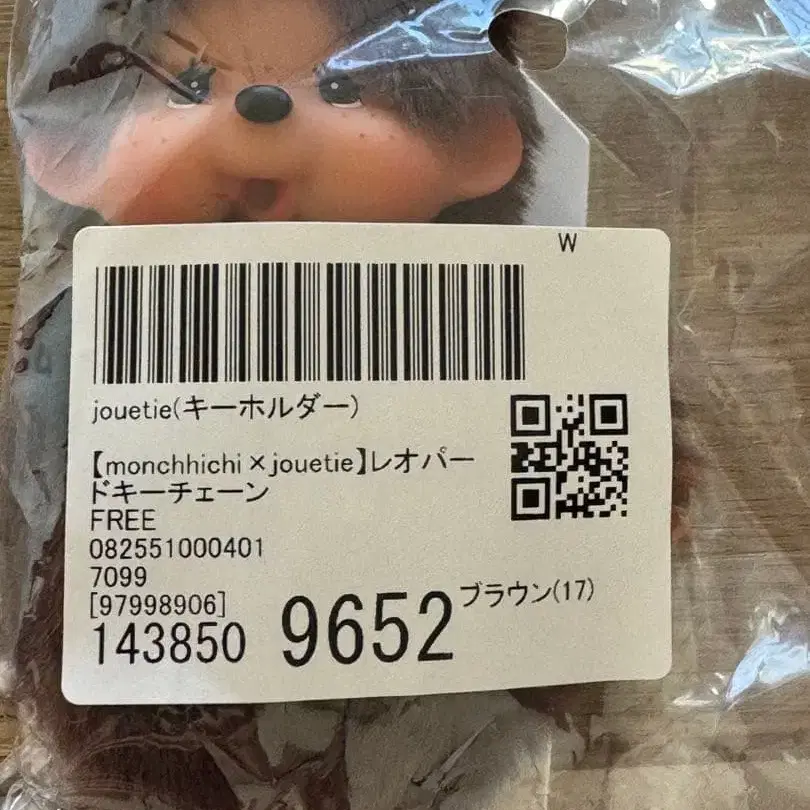 W
jouetie(キーホルダー)
【monchhichi×jouetie】レオパー
ドキーチェーン
FREE
082551000401
7099
[97998906]
143850 9652 ブラウン(17)